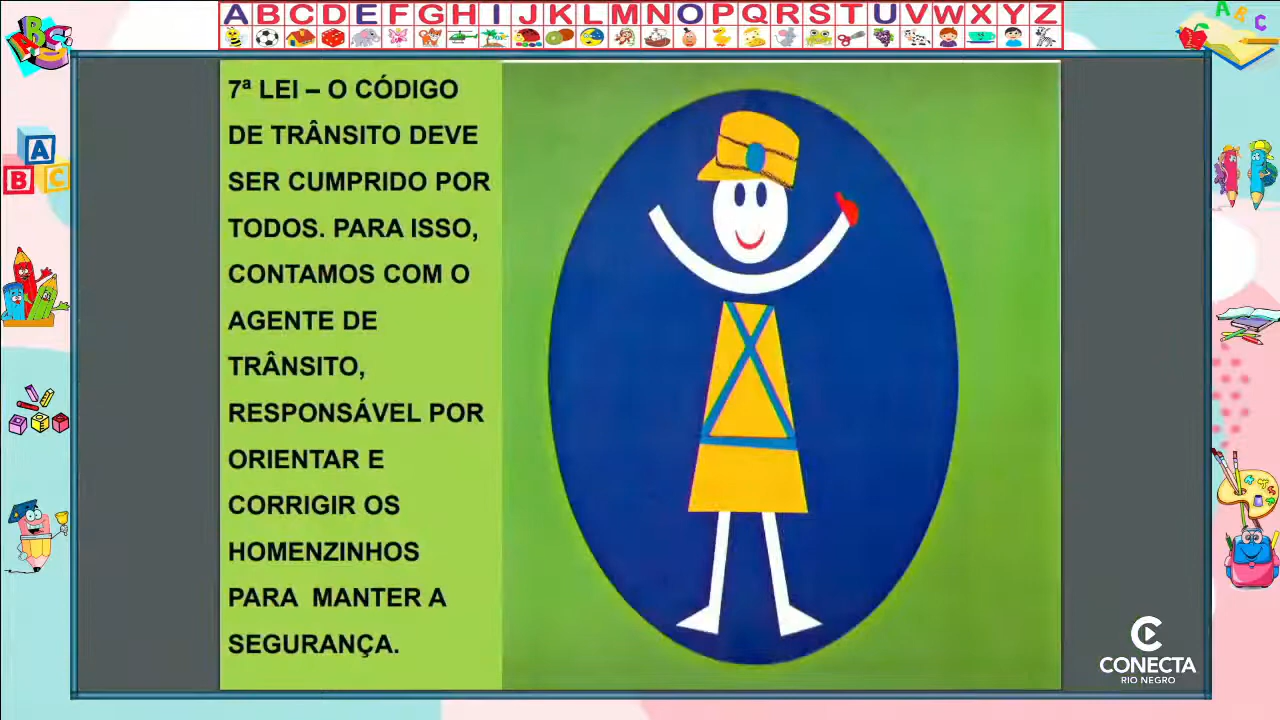 A B C D E F G H I J K L M N O P Q R S T U V W X Y Z
ABC
A
B C
A B C
7ª LEI – O CÓDIGO
DE TRÂNSITO DEVE
SER CUMPRIDO POR
TODOS. PARA ISSO,
CONTAMOS COM O
AGENTE DE
TRÂNSITO,
RESPONSÁVEL POR
ORIENTAR E
CORRIGIR OS
HOMENZINHOS
PARA  MANTER A
SEGURANÇA.
CONECTA
RIO NEGRO